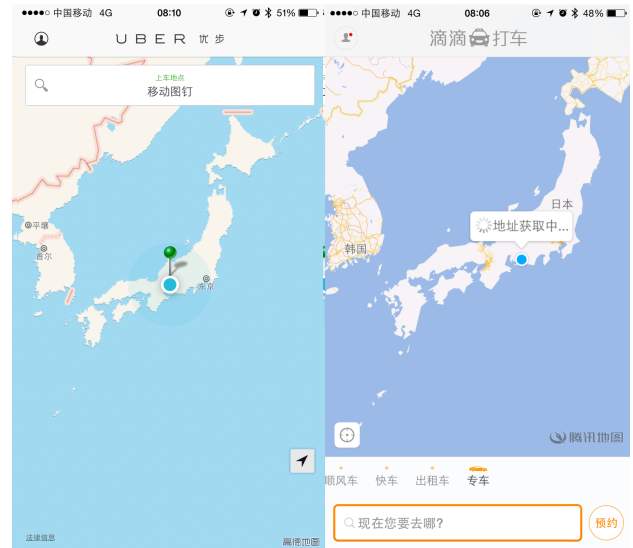 中国移动 4G 08:10 51%
UBER 优步
上车地点
移动图钉
平壤
首尔
东京
法律信息
高德地图
中国移动 4G 08:06 48%
滴滴打车
日本
地址获取中...
韩国
腾讯地图
顺风车 快车 出租车 专车
现在您要去哪?
预约